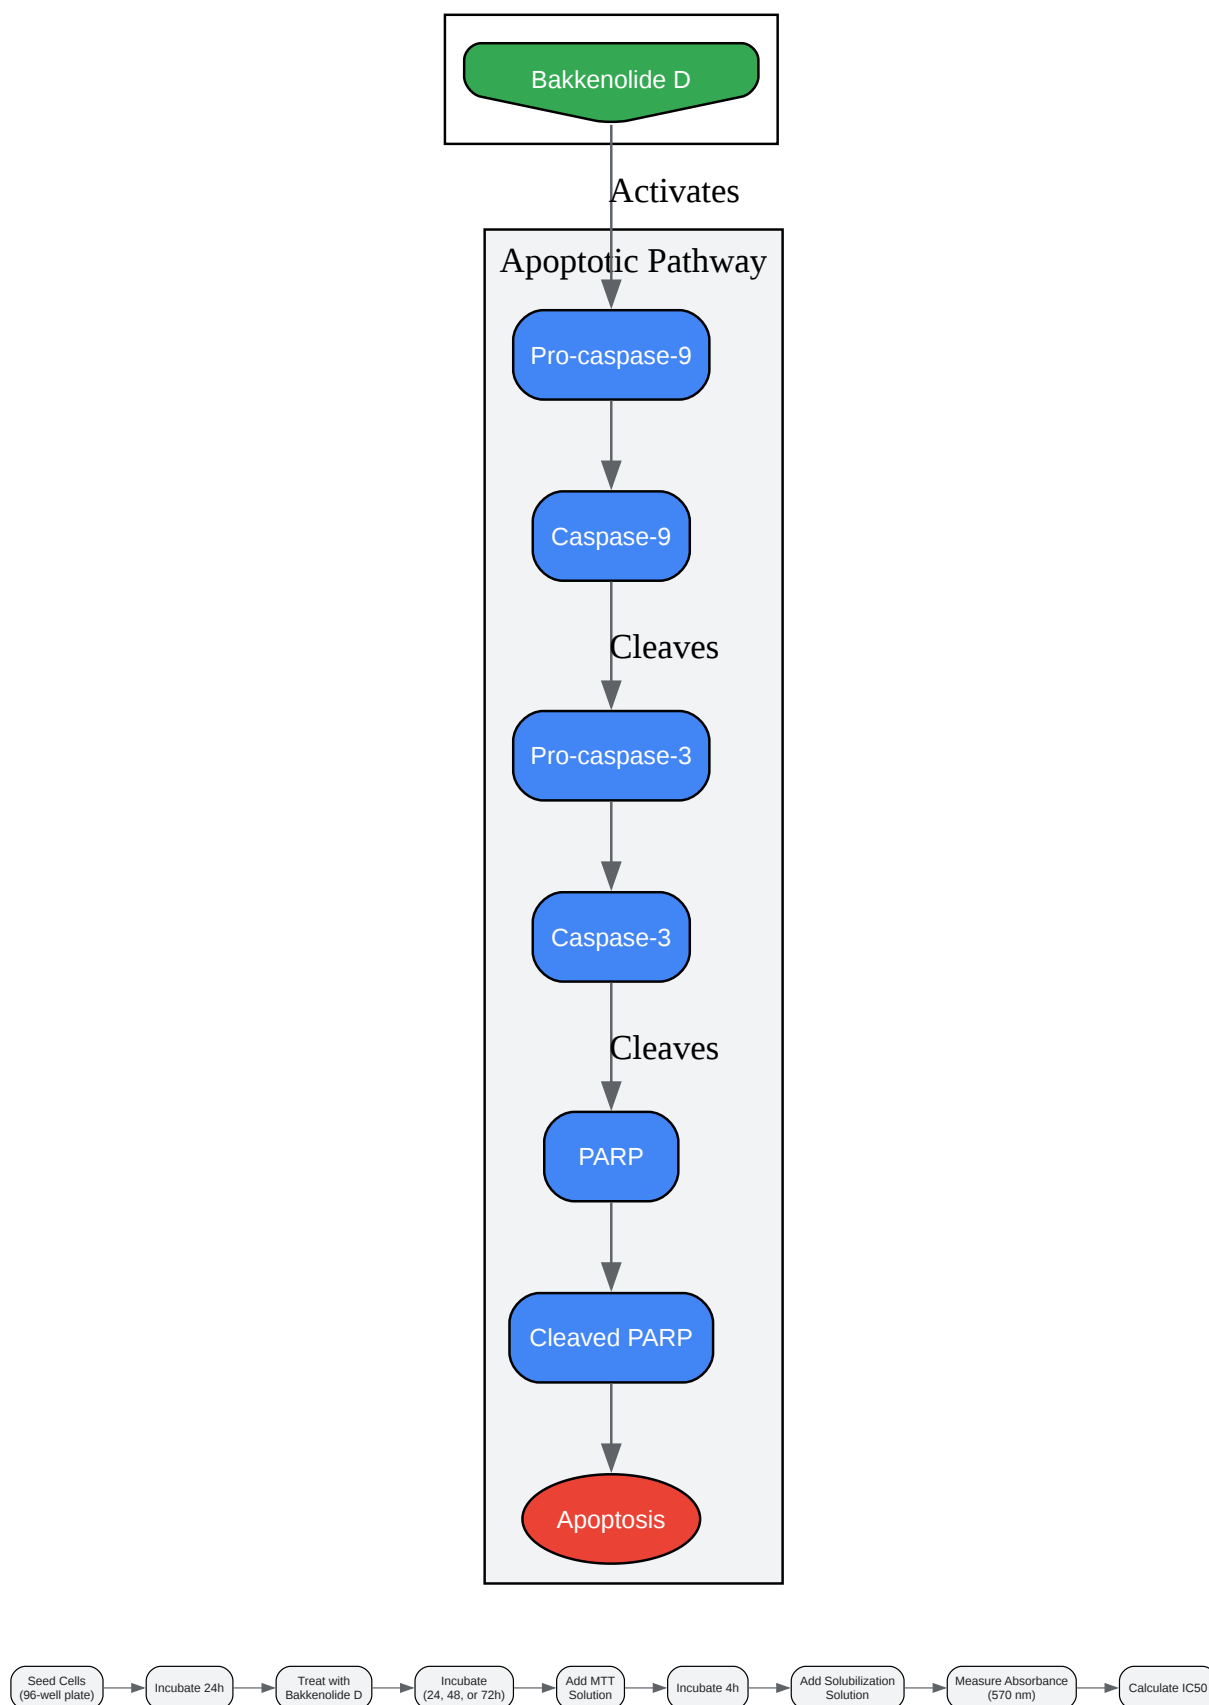 Bakkenolide D
Activates
Apoptotic Pathway
Pro-caspase-9
Caspase-9
Cleaves
Pro-caspase-3
Caspase-3
Cleaves
PARP
Cleaved PARP
Apoptosis
Seed Cells
(96-well plate)
Incubate 24h
Treat with
Bakkenolide D
Incubate
(24, 48, or 72h)
Add MTT
Solution
Incubate 4h
Add Solubilization
Solution
Measure Absorbance
(570 nm)
Calculate IC50